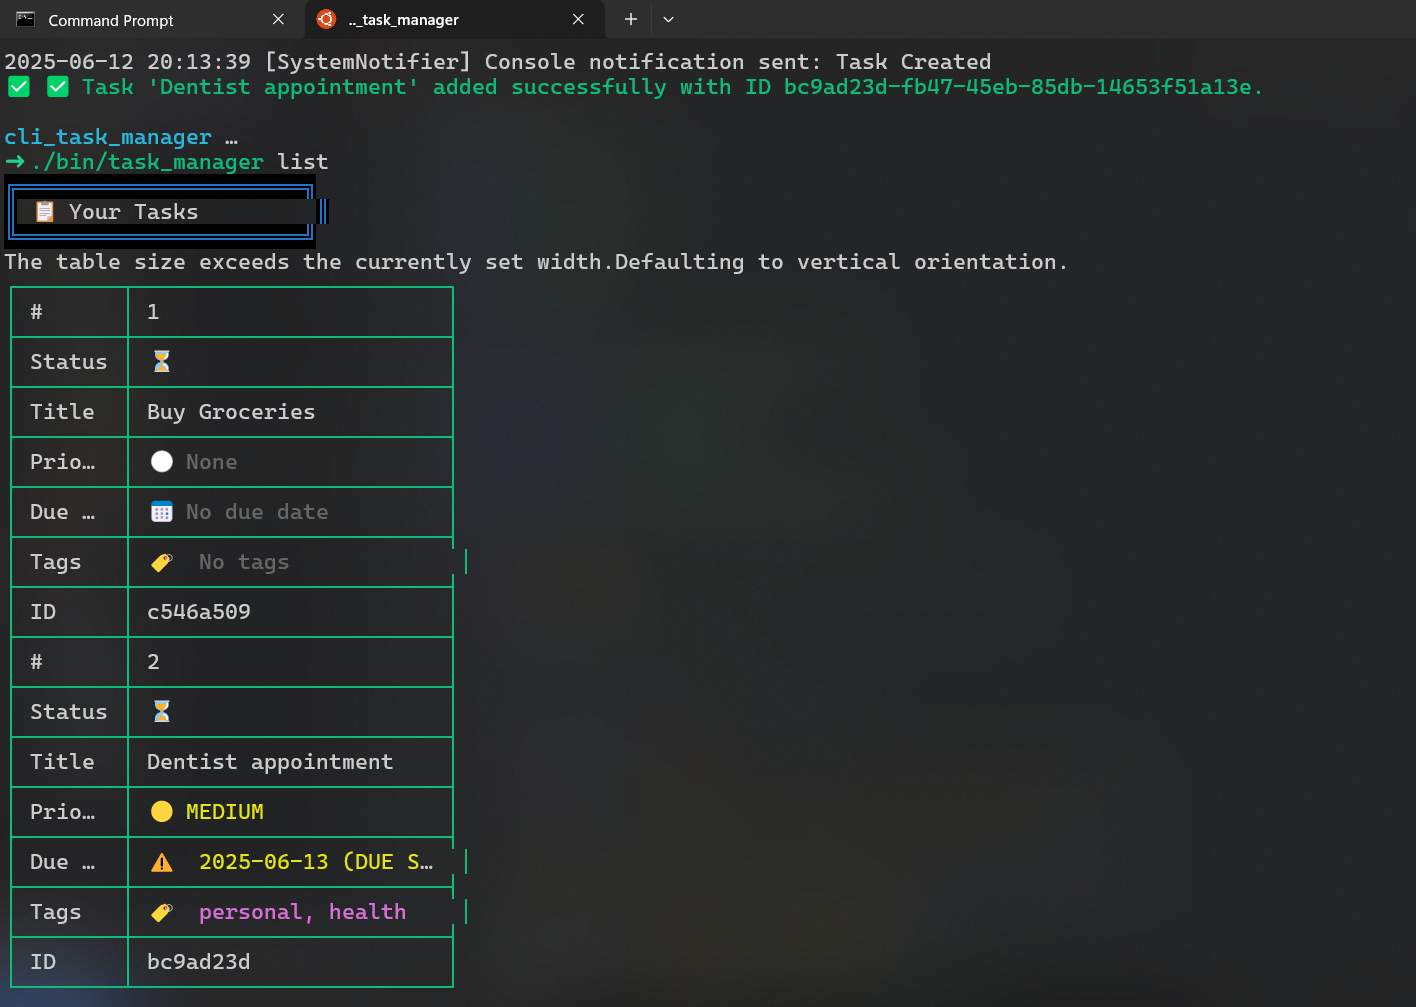 Command Prompt
.._task_manager
2025-06-12 20:13:39 [SystemNotifier] Console notification sent: Task Created
✅ ✅ Task 'Dentist appointment' added successfully with ID bc9ad23d-fb47-45eb-85db-14653f51a13e.
cli_task_manager …
➜ ./bin/task_manager list
📋 Your Tasks
The table size exceeds the currently set width.Defaulting to vertical orientation.
# 1
Status ⏳
Title Buy Groceries
Prio… ⚪ None
Due … 📅 No due date
Tags 🏷️ No tags
ID c546a509
# 2
Status ⏳
Title Dentist appointment
Prio… 🟡 MEDIUM
Due … ⚠️ 2025-06-13 (DUE S…
Tags 🏷️ personal, health
ID bc9ad23d